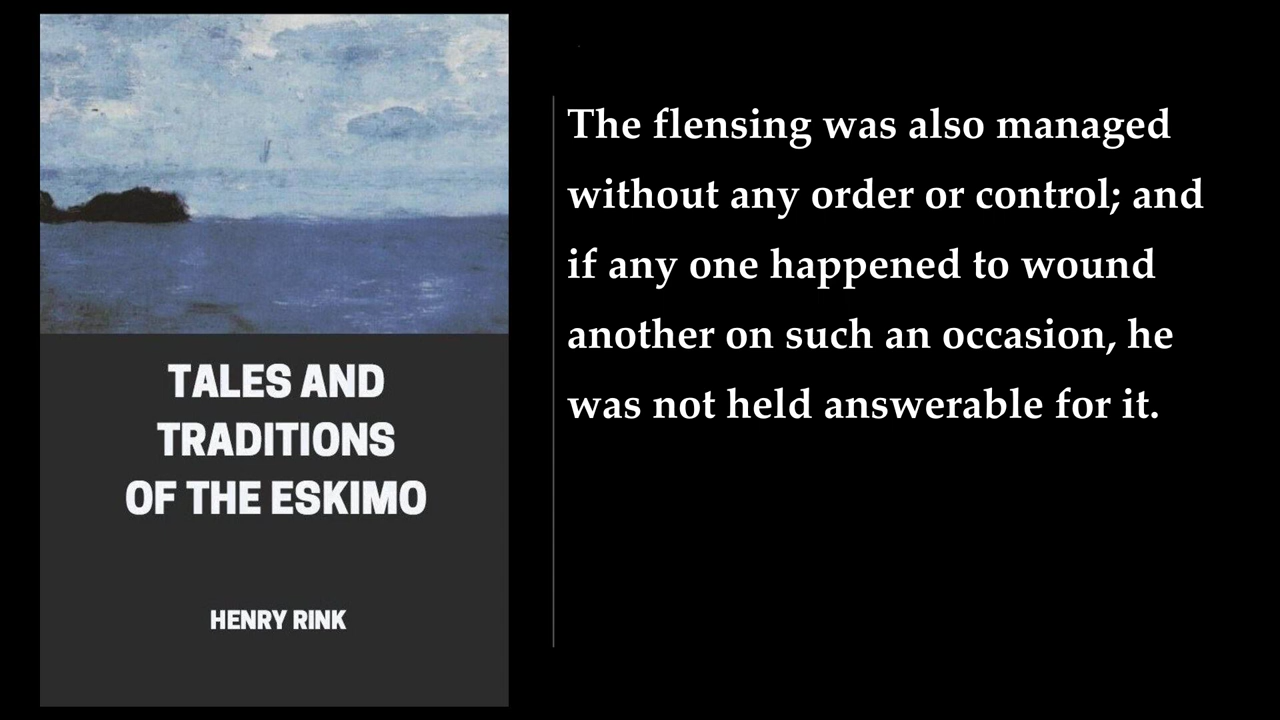 TALES AND
TRADITIONS
OF THE ESKIMO
HENRY RINK
The flensing was also managed
without any order or control; and
if any one happened to wound
another on such an occasion, he
was not held answerable for it.